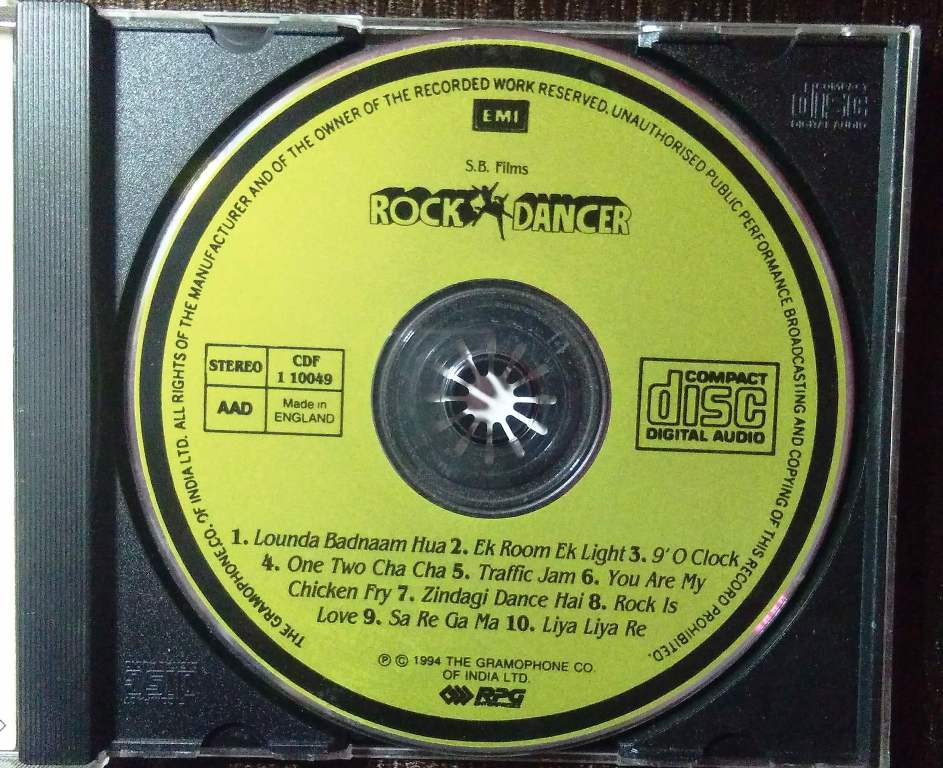 THE GRAMOPHONE CO. OF INDIA LTD. ALL RIGHTS OF THE MANUFACTURER AND OF THE OWNER OF THE RECORDED WORK RESERVED. UNAUTHORISED PUBLIC PERFORMANCE BROADCASTING AND COPYING OF THIS RECORD PROHIBITED.
EMI
S.B. Films
ROCK DANCER
STEREO
CDF
1 10049
AAD
Made in
ENGLAND
COMPACT
disc
DIGITAL AUDIO
1. Lounda Badnaam Hua 2. Ek Room Ek Light 3. 9' O Clock
4. One Two Cha Cha 5. Traffic Jam 6. You Are My
Chicken Fry 7. Zindagi Dance Hai 8. Rock Is
Love 9. Sa Re Ga Ma 10. Liya Liya Re
℗ © 1994 THE GRAMOPHONE CO.
OF INDIA LTD.
RPG
COMPACT
disc
DIGITAL AUDIO